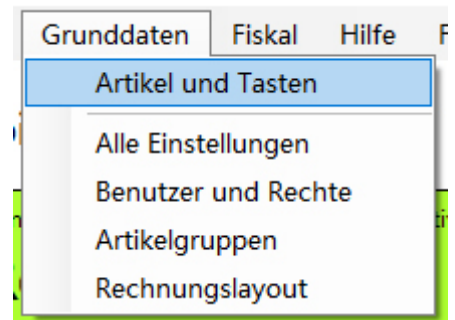 Grunddaten Fiskal Hilfe
Artikel und Tasten
Alle Einstellungen
Benutzer und Rechte
Artikelgruppen
Rechnungslayout